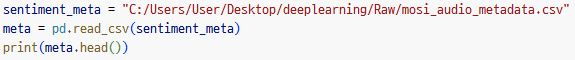 sentiment_meta = "C:/Users/User/Desktop/deeplearning/Raw/mosi_audio_metadata.csv"
meta = pd.read_csv(sentiment_meta)
print(meta.head())